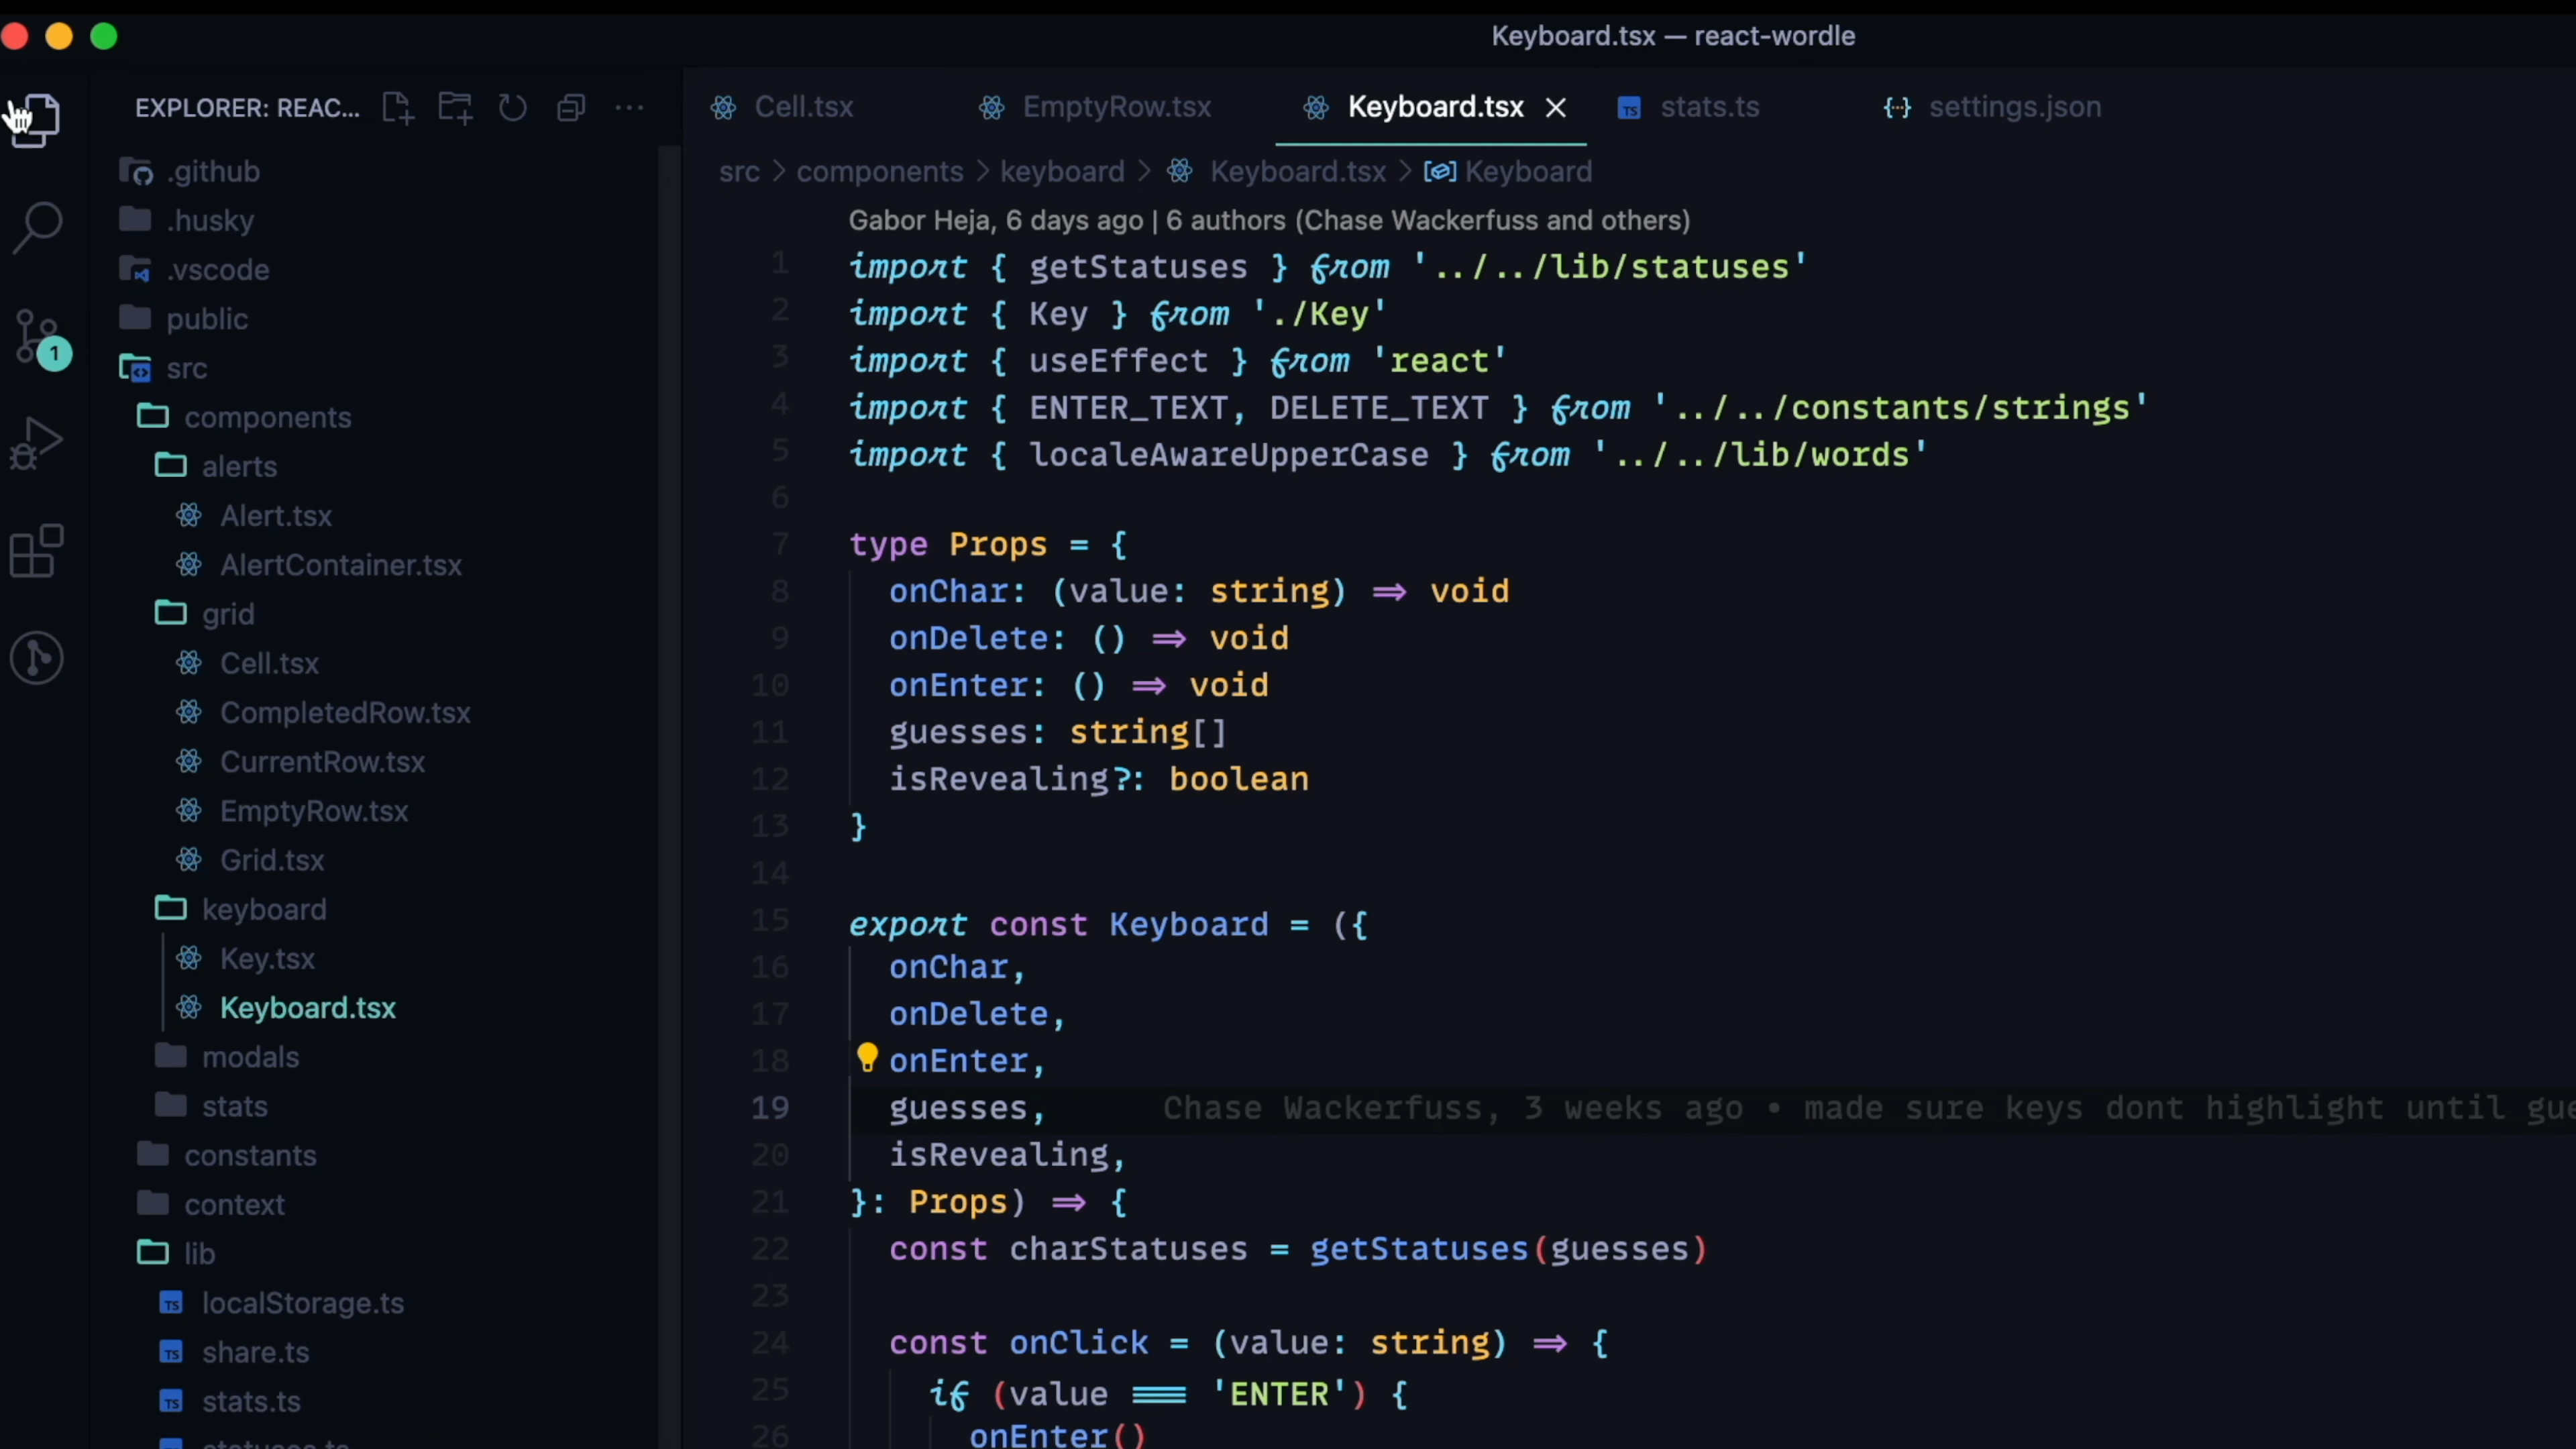 Keyboard.tsx — react-wordle
EXPLORER: REAC...
.github
.husky
.vscode
public
src
components
alerts
Alert.tsx
AlertContainer.tsx
grid
Cell.tsx
CompletedRow.tsx
CurrentRow.tsx
EmptyRow.tsx
Grid.tsx
keyboard
Key.tsx
Keyboard.tsx
modals
stats
constants
context
lib
TS localStorage.ts
TS share.ts
TS stats.ts
statuses.ts
1
Cell.tsx EmptyRow.tsx Keyboard.tsx TS stats.ts {··} settings.json
src > components > keyboard > Keyboard.tsx > Keyboard
Gabor Heja, 6 days ago | 6 authors (Chase Wackerfuss and others)
1 import { getStatuses } from '../../lib/statuses'
2 import { Key } from './Key'
3 import { useEffect } from 'react'
4 import { ENTER_TEXT, DELETE_TEXT } from '../../constants/strings'
5 import { localeAwareUpperCase } from '../../lib/words'
6
7 type Props = {
8 onChar: (value: string) => void
9 onDelete: () => void
10 onEnter: () => void
11 guesses: string[]
12 isRevealing?: boolean
13 }
14
15 export const Keyboard = ({
16 onChar,
17 onDelete,
18 onEnter,
19 guesses, Chase Wackerfuss, 3 weeks ago • made sure keys dont highlight until gue
20 isRevealing,
21 }: Props) => {
22 const charStatuses = getStatuses(guesses)
23
24 const onClick = (value: string) => {
25 if (value === 'ENTER') {
26 onEnter()